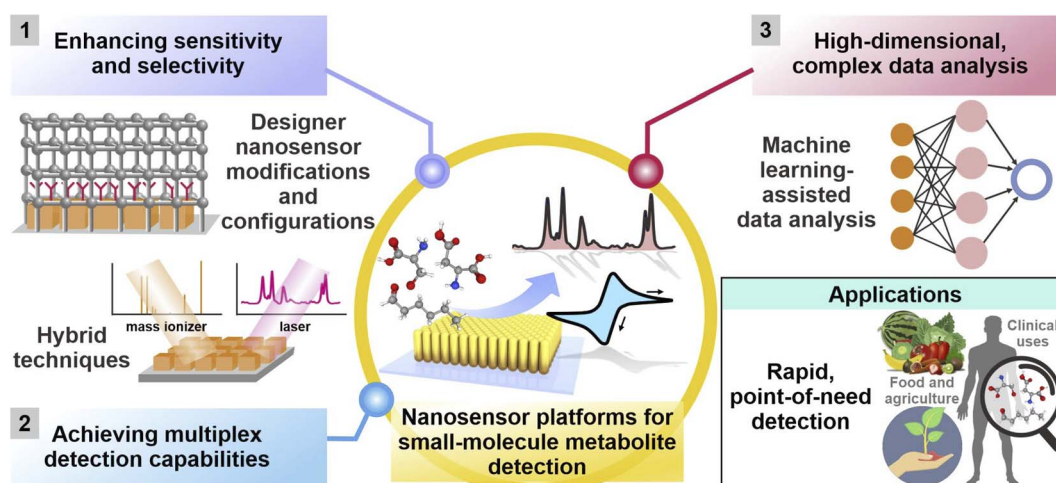 1
Enhancing sensitivity
and selectivity
Designer
nanosensor
modifications
and
configurations
mass ionizer
laser
Hybrid
techniques
2
Achieving multiplex
detection capabilities
Nanosensor platforms for
small-molecule metabolite
detection
3
High-dimensional,
complex data analysis
Machine
learning-
assisted
data analysis
Applications
Rapid,
point-of-need
detection
Food and
agriculture
Clinical
uses